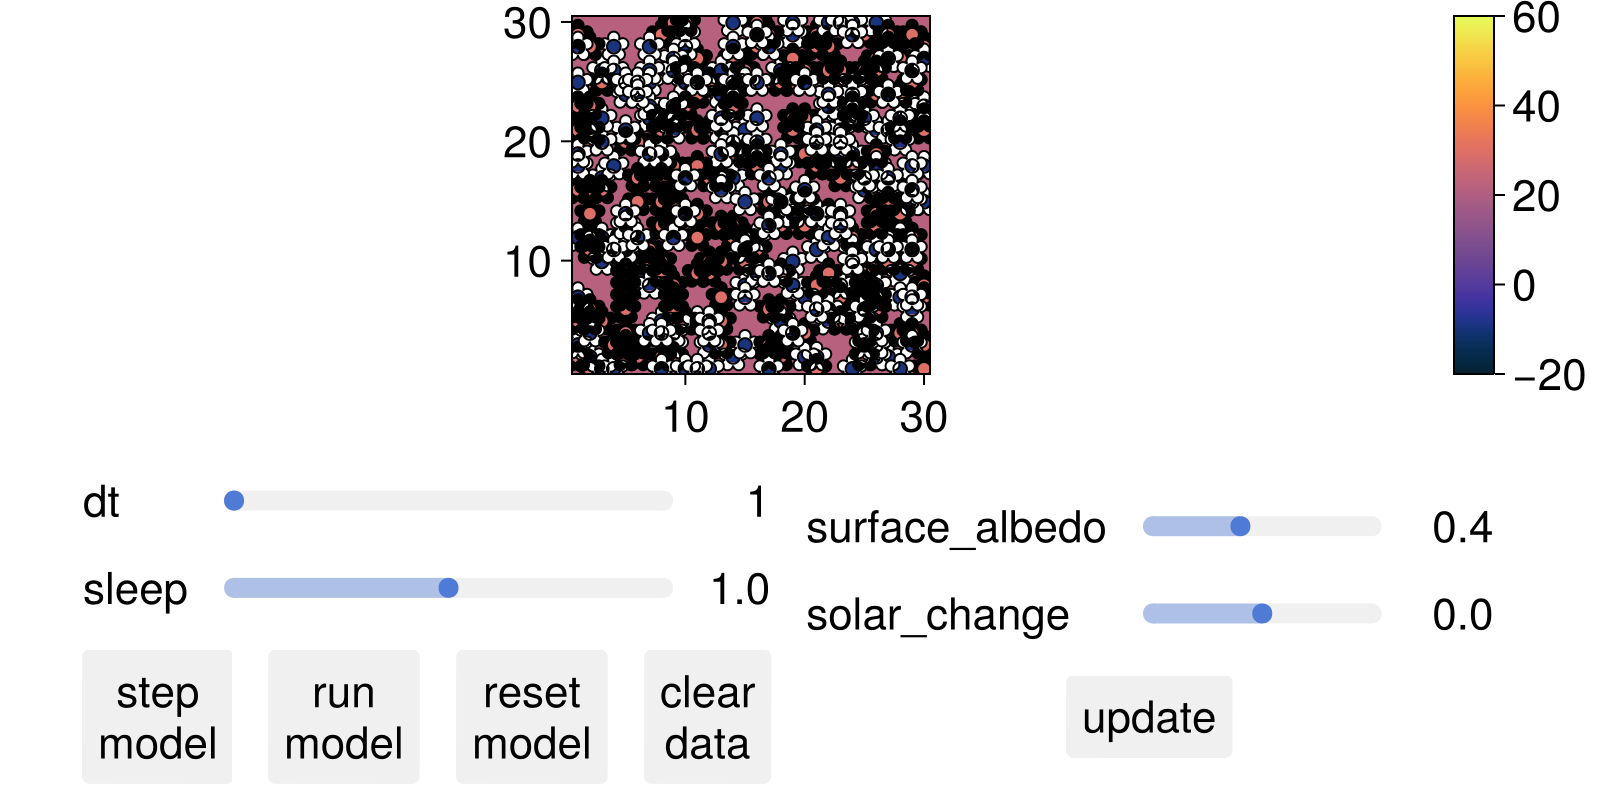 30
20
10
10 20 30
60
40
20
0
−20
dt 1
sleep 1.0
surface_albedo 0.4
solar_change 0.0
step
model
run
model
reset
model
clear
data
update